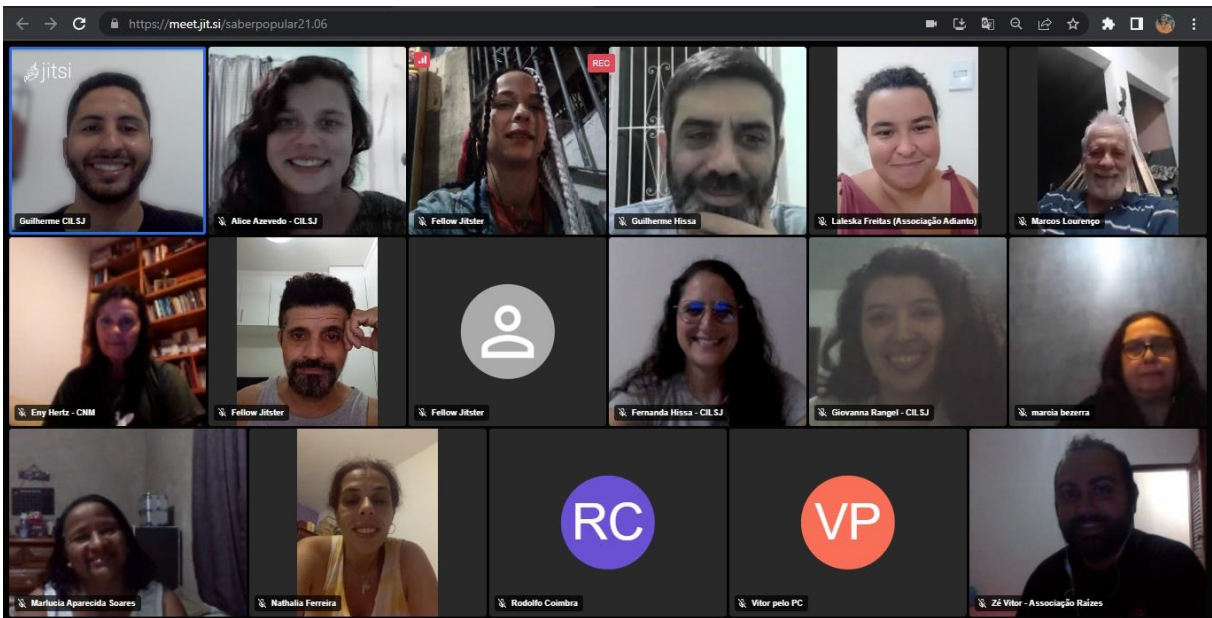 https://meet.jit.si/saberpopular21.06
jitsi
REC
Guilherme CILSJ
Alice Azevedo - CILSJ
Fellow Jitster
Guilherme Hissa
Laleska Freitas (Associação Adianto)
Marcos Lourenço
Eny Hertz - CNM
Fellow Jitster
Fellow Jitster
Fernanda Hissa - CILSJ
Giovanna Rangel - CILSJ
marcia bezerra
RC
VP
Marlucia Aparecida Soares
Nathalia Ferreira
Rodolfo Coimbra
Vitor pelo PC
Zé Vitor - Associação Raízes